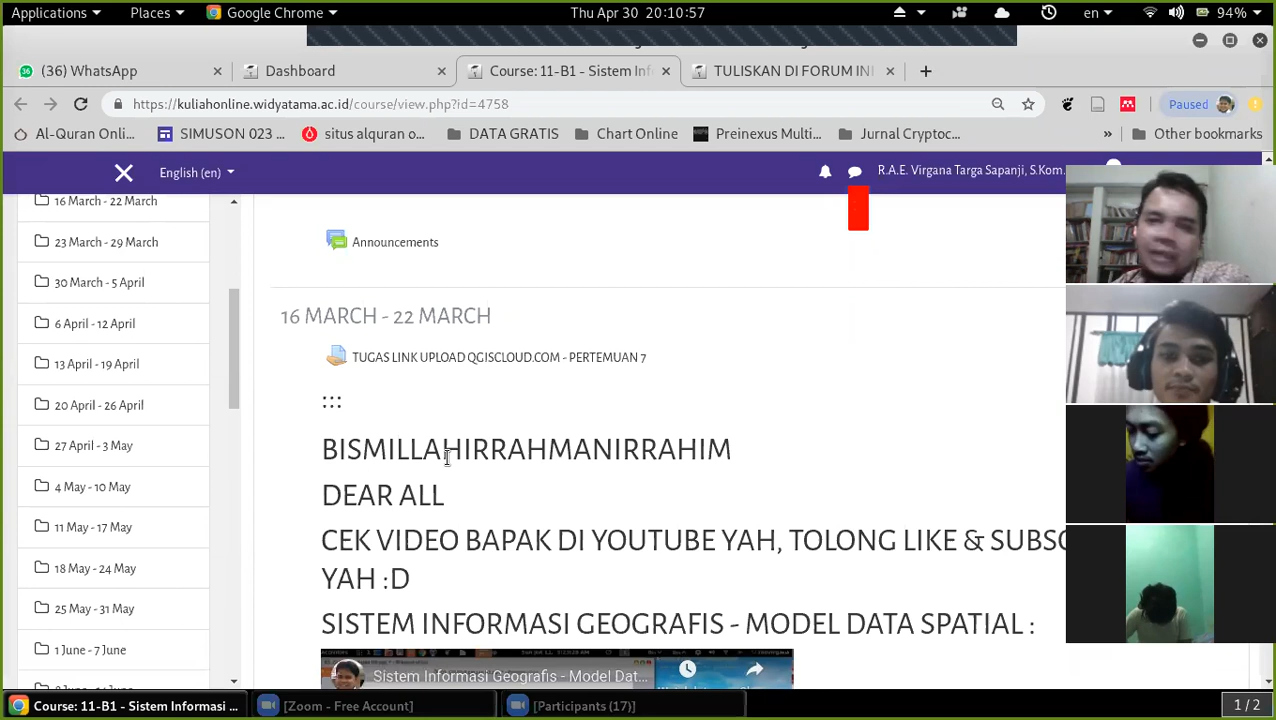 Applications Places Google Chrome Thu Apr 30 20:10:57 en 94%
(36) WhatsApp Dashboard Course: 11-B1 - Sistem Inf TULISKAN DI FORUM INI
https://kuliahonline.widyatama.ac.id/course/view.php?id=4758 Paused
Al-Quran Onli... SIMUSON 023 ... situs alquran o... DATA GRATIS Chart Online Preinexus Multi... Jurnal Cryptoc... » Other bookmarks
English (en) R.A.E. Virgana Targa Sapanji, S.Kom.
16 March - 22 March
23 March - 29 March
30 March - 5 April
6 April - 12 April
13 April - 19 April
20 April - 26 April
27 April - 3 May
4 May - 10 May
11 May - 17 May
18 May - 24 May
25 May - 31 May
1 June - 7 June
Announcements
16 MARCH - 22 MARCH
TUGAS LINK UPLOAD QGISCLOUD.COM - PERTEMUAN 7
:::
BISMILLAHIRRAHMANIRRAHIM
DEAR ALL
CEK VIDEO BAPAK DI YOUTUBE YAH, TOLONG LIKE & SUBSC
YAH :D
SISTEM INFORMASI GEOGRAFIS - MODEL DATA SPATIAL :
Sistem Informasi Geografis - Model Dat...
Course: 11-B1 - Sistem Informasi ... [Zoom - Free Account] [Participants (17)] 1 / 2